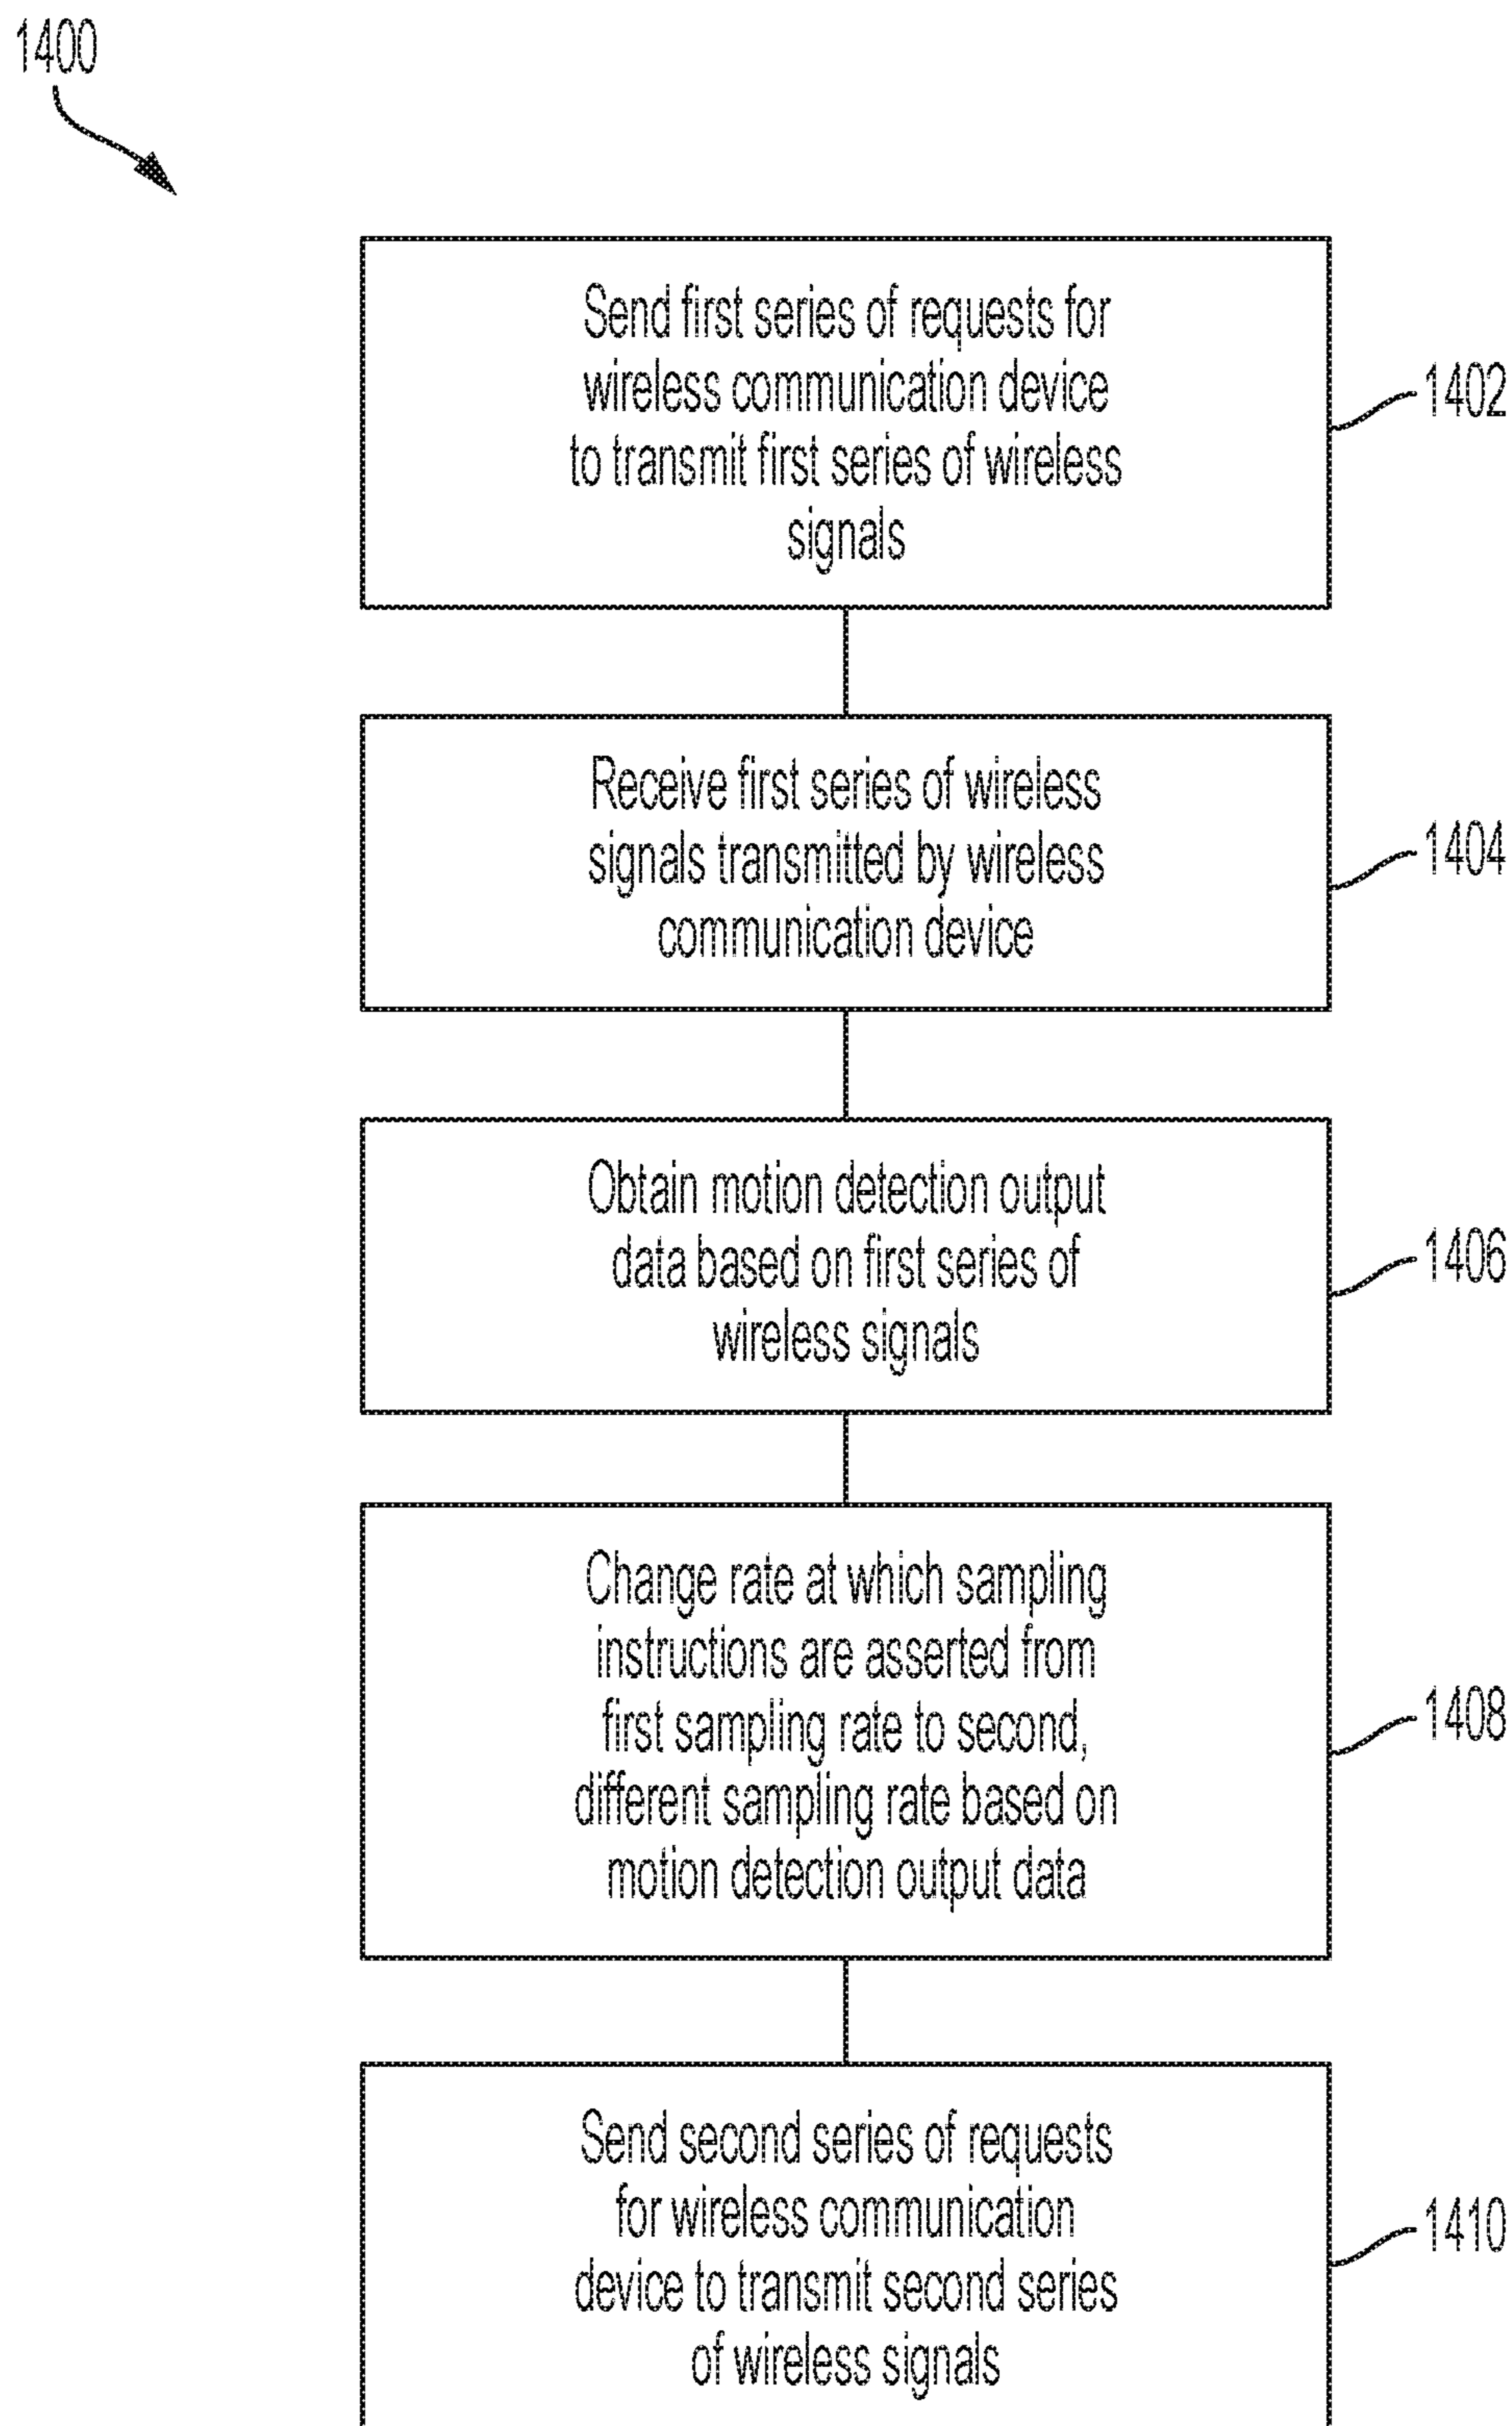 1400
Send first series of requests for
wireless communication device
to transmit first series of wireless
signals
1402
Receive first series of wireless
signals transmitted by wireless
communication device
1404
Obtain motion detection output
data based on first series of
wireless signals
1406
Change rate at which sampling
instructions are asserted from
first sampling rate to second,
different sampling rate based on
motion detection output data
1408
Send second series of requests
for wireless communication
device to transmit second series
of wireless signals
1410